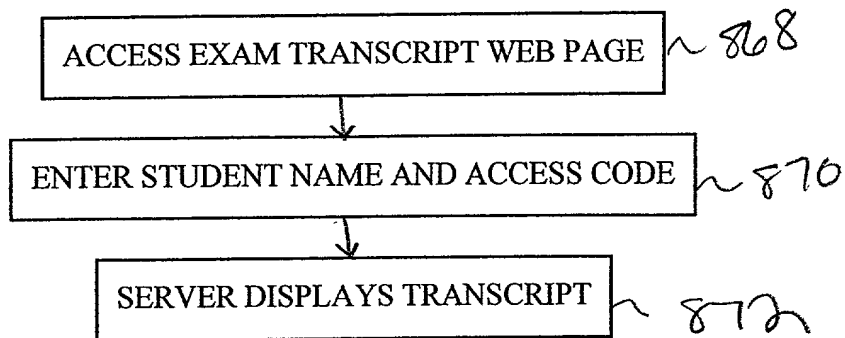 ACCESS EXAM TRANSCRIPT WEB PAGE ~ 868
ENTER STUDENT NAME AND ACCESS CODE ~ 870
SERVER DISPLAYS TRANSCRIPT ~ 872